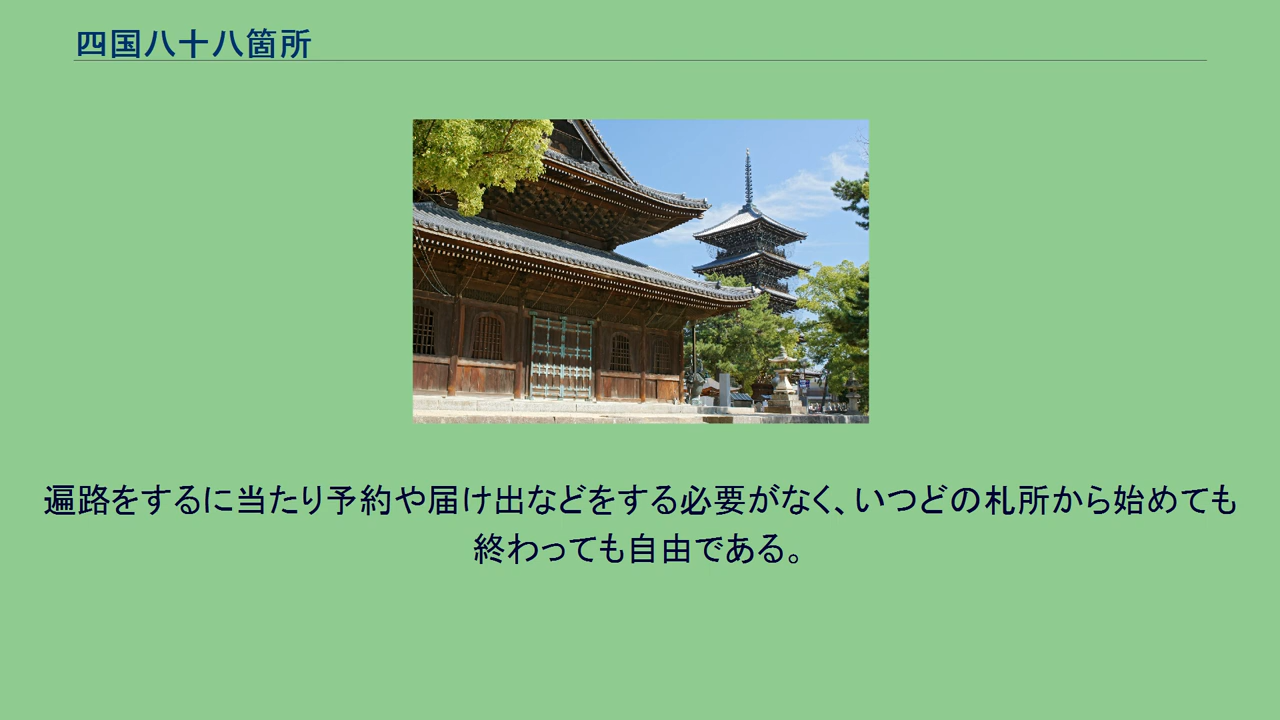 四国八十八箇所
遍路をするに当たり予約や届け出などをする必要がなく、いつどの札所から始めても
終わっても自由である。